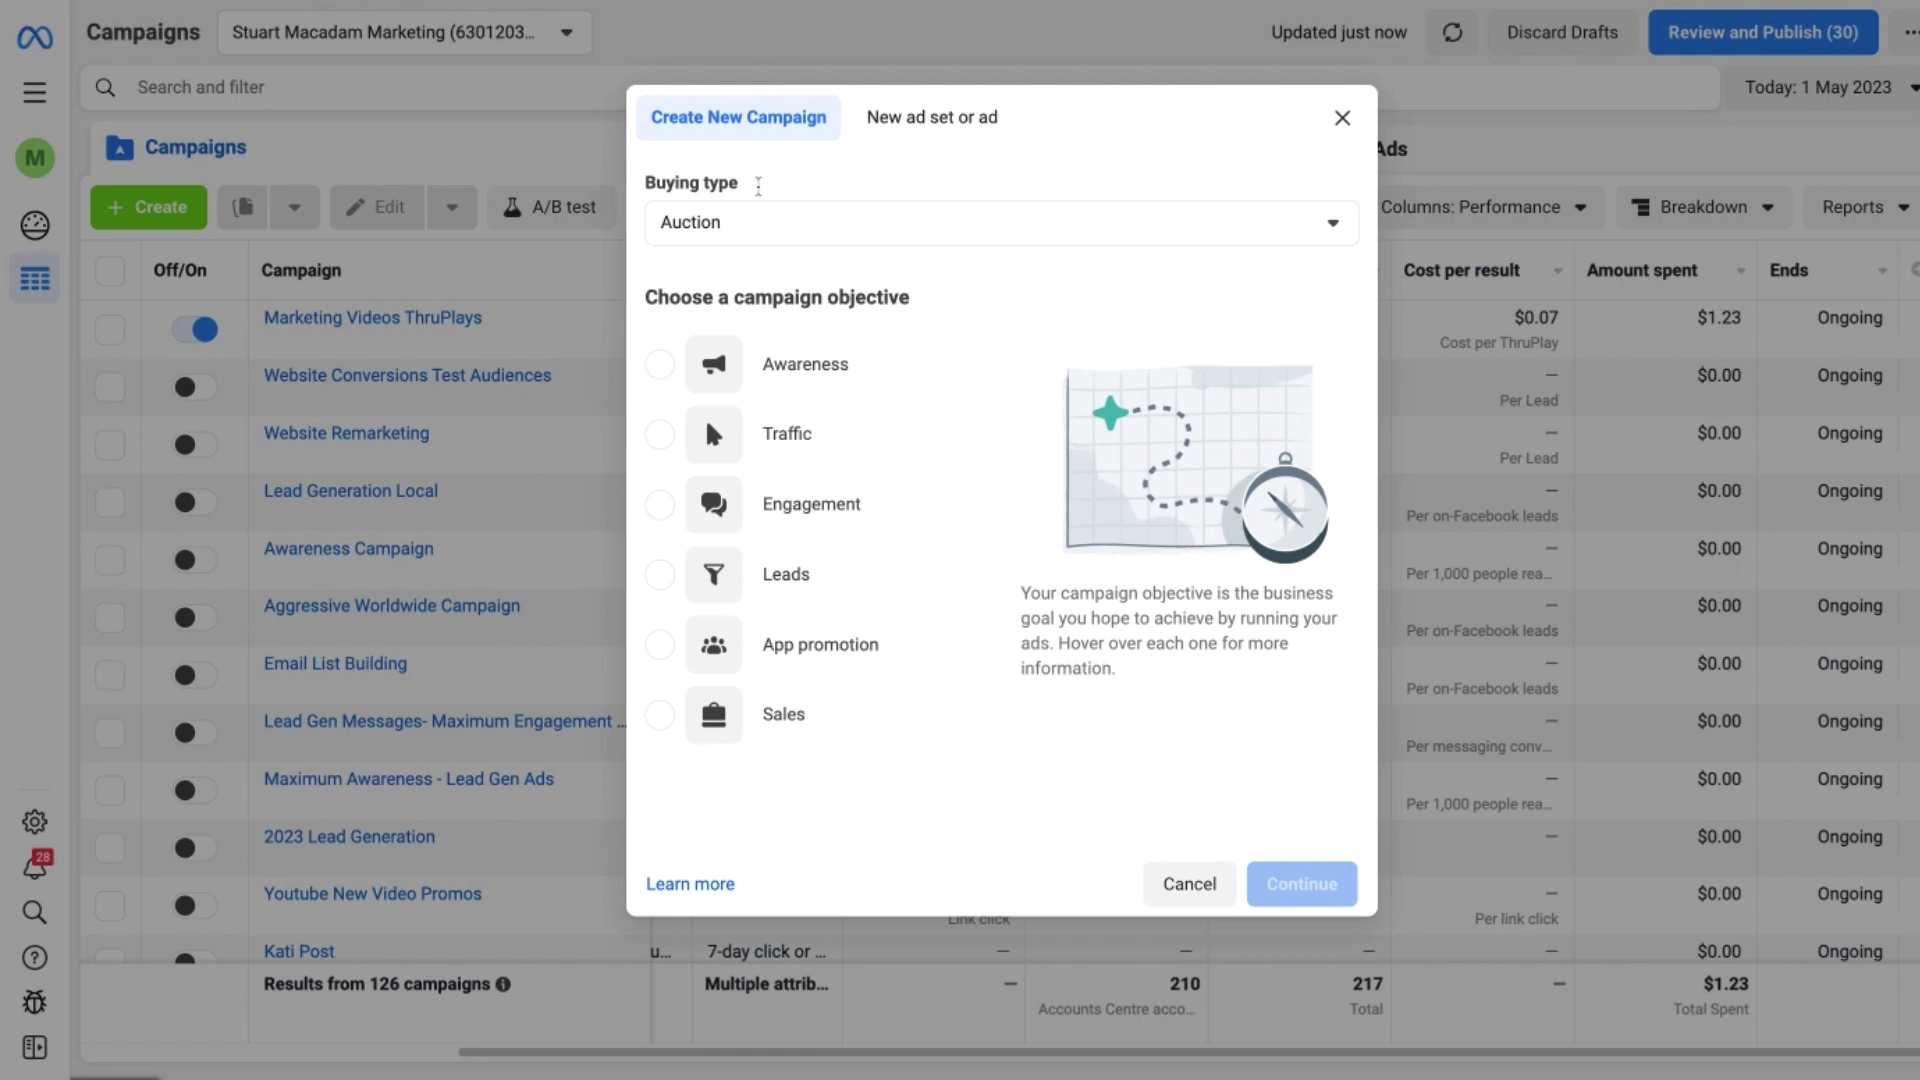 Campaigns
Stuart Macadam Marketing (6301203...
Updated just now
Discard Drafts
Review and Publish (30)
Search and filter
Today: 1 May 2023
M
Campaigns
Ads
+ Create
Edit
A/B test
Columns: Performance
Breakdown
Reports
Off/On
Campaign
Cost per result
Amount spent
Ends
Marketing Videos ThruPlays
$0.07
Cost per ThruPlay
$1.23
Ongoing
Website Conversions Test Audiences
—
Per Lead
$0.00
Ongoing
Website Remarketing
—
Per Lead
$0.00
Ongoing
Lead Generation Local
—
Per on-Facebook leads
$0.00
Ongoing
Awareness Campaign
—
Per 1,000 people rea...
$0.00
Ongoing
Aggressive Worldwide Campaign
—
Per on-Facebook leads
$0.00
Ongoing
Email List Building
—
Per on-Facebook leads
$0.00
Ongoing
Lead Gen Messages- Maximum Engagement ...
—
Per messaging conv...
$0.00
Ongoing
Maximum Awareness - Lead Gen Ads
—
Per 1,000 people rea...
$0.00
Ongoing
2023 Lead Generation
—
$0.00
Ongoing
Youtube New Video Promos
Link click
—
Per link click
$0.00
Ongoing
Kati Post
u...
7-day click or ...
—
—
—
—
$0.00
Ongoing
Results from 126 campaigns
Multiple attrib...
—
210
Accounts Centre acco...
217
Total
—
$1.23
Total Spent
28
Create New Campaign
New ad set or ad
Buying type
Auction
Choose a campaign objective
Awareness
Traffic
Engagement
Leads
App promotion
Sales
Your campaign objective is the business
goal you hope to achieve by running your
ads. Hover over each one for more
information.
Learn more
Cancel
Continue